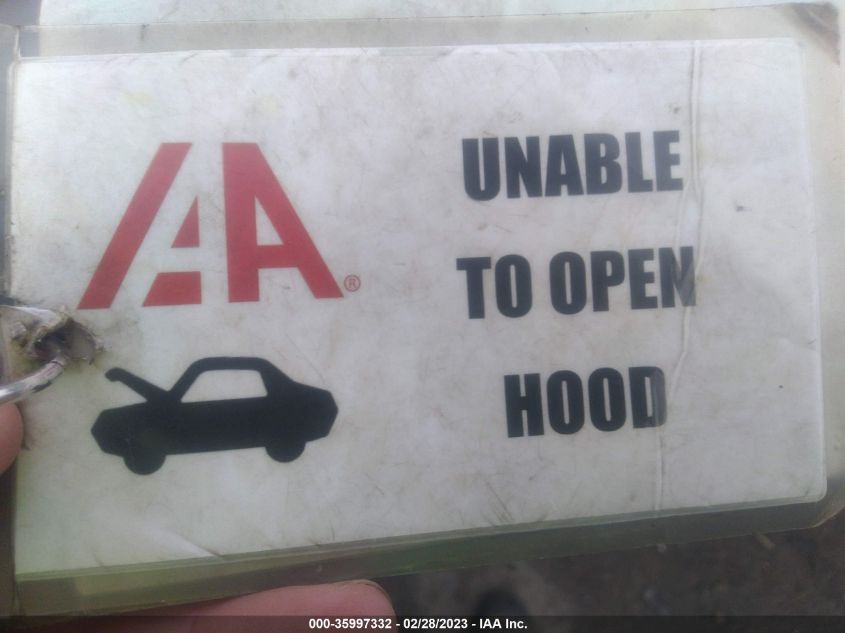 IAA®
UNABLE
TO OPEN
HOOD
000-35997332 - 02/28/2023 - IAA Inc.